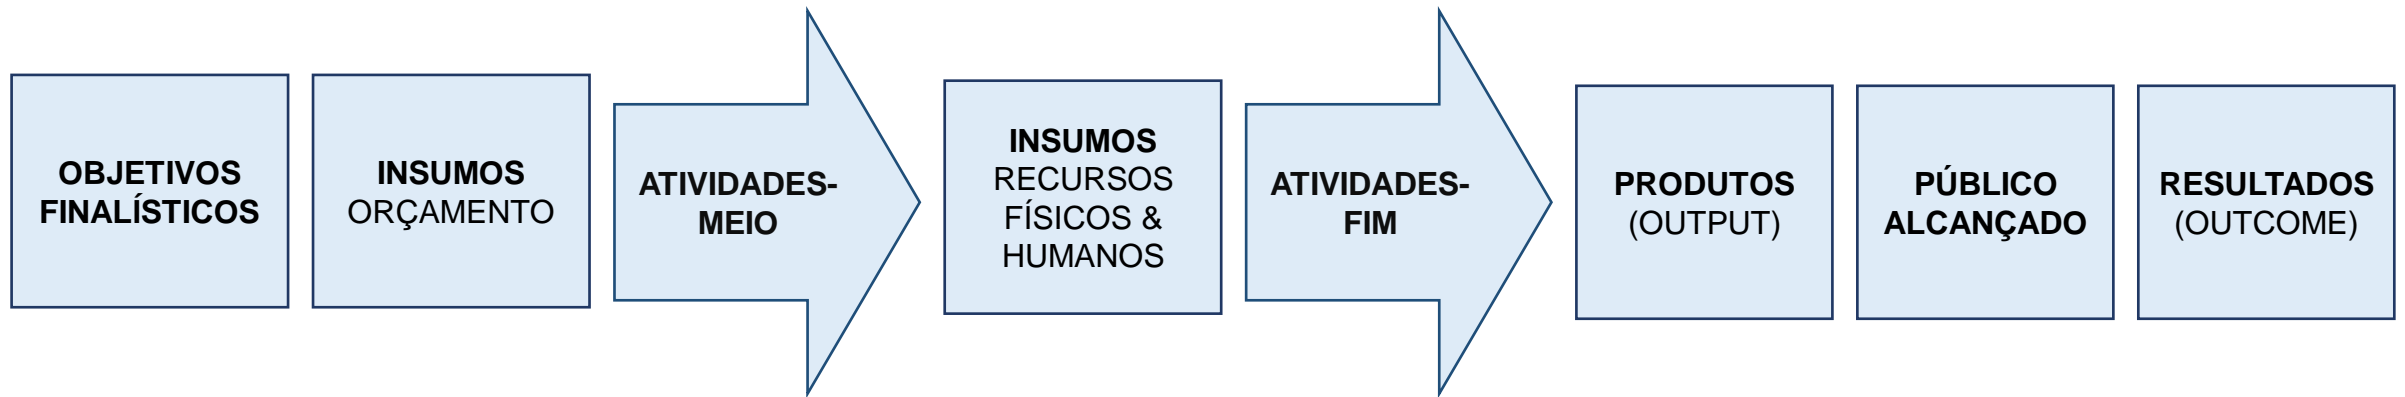 OBJETIVOS
FINALÍSTICOS
INSUMOS
ORÇAMENTO
ATIVIDADES-
MEIO
INSUMOS
RECURSOS
FÍSICOS &
HUMANOS
ATIVIDADES-
FIM
PRODUTOS
(OUTPUT)
PÚBLICO
ALCANÇADO
RESULTADOS
(OUTCOME)